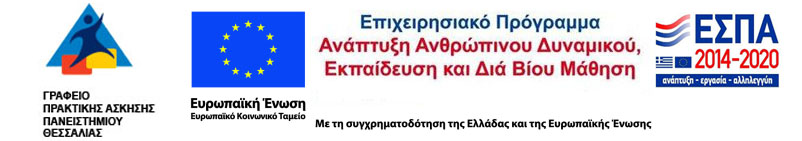 ΓΡΑΦΕΙΟ
ΠΡΑΚΤΙΚΗΣ ΑΣΚΗΣΗΣ
ΠΑΝΕΙΣΤΗΜΙΟΥ
ΘΕΣΣΑΛΙΑΣ
Ευρωπαϊκή Ένωση
Ευρωπαϊκό Κοινωνικό Ταμείο
Επιχειρησιακό Πρόγραμμα
Ανάπτυξη Ανθρώπινου Δυναμικού,
Εκπαίδευση και Διά Βίου Μάθηση
Με τη συγχρηματοδότηση της Ελλάδας και της Ευρωπαϊκής Ένωσης
ΕΣΠΑ
2014-2020
ανάπτυξη - εργασία - αλληλεγγύη